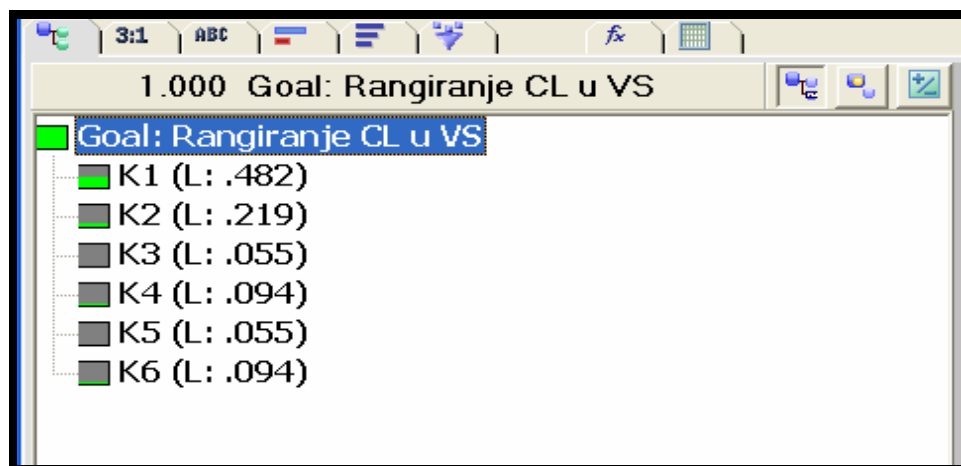 3:1 ABC fx
1.000 Goal: Rangiranje CL u VS
Goal: Rangiranje CL u VS
K1 (L: .482)
K2 (L: .219)
K3 (L: .055)
K4 (L: .094)
K5 (L: .055)
K6 (L: .094)